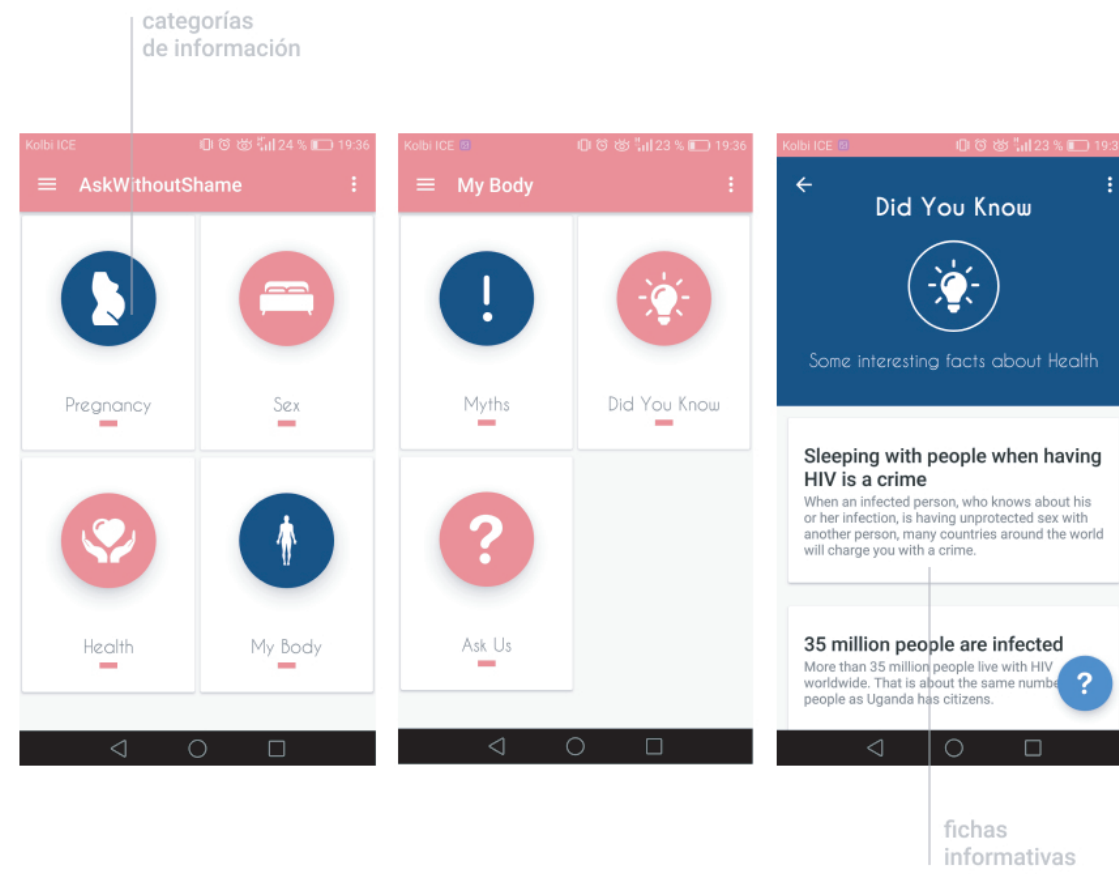 categorías
de información
Kolbi ICE
24 % 19:36
AskWithoutShame
Pregnancy
Sex
Health
My Body
Kolbi ICE
23 % 19:36
My Body
!
Myths
Did You Know
?
Ask Us
Kolbi ICE
23 % 19:3
Did You Know
Some interesting facts about Health
Sleeping with people when having
HIV is a crime
When an infected person, who knows about his
or her infection, is having unprotected sex with
another person, many countries around the world
will charge you with a crime.
35 million people are infected
More than 35 million people live with HIV
worldwide. That is about the same numbe
people as Uganda has citizens.
?
fichas
informativas